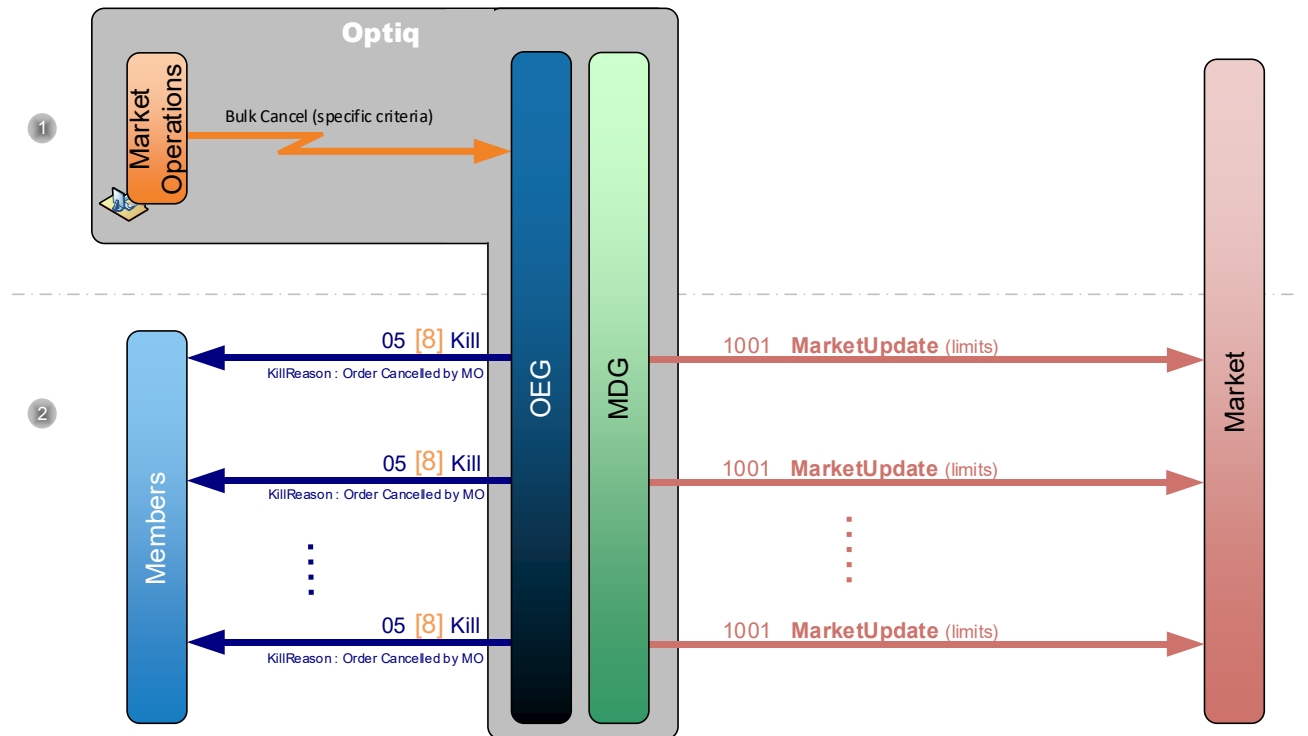 Optiq
Market Operations
1
Bulk Cancel (specific criteria)
OEG
MDG
Market
2
Members
05 [8] Kill
KillReason : Order Cancelled by MO
1001 MarketUpdate (limits)
05 [8] Kill
KillReason : Order Cancelled by MO
1001 MarketUpdate (limits)
05 [8] Kill
KillReason : Order Cancelled by MO
1001 MarketUpdate (limits)